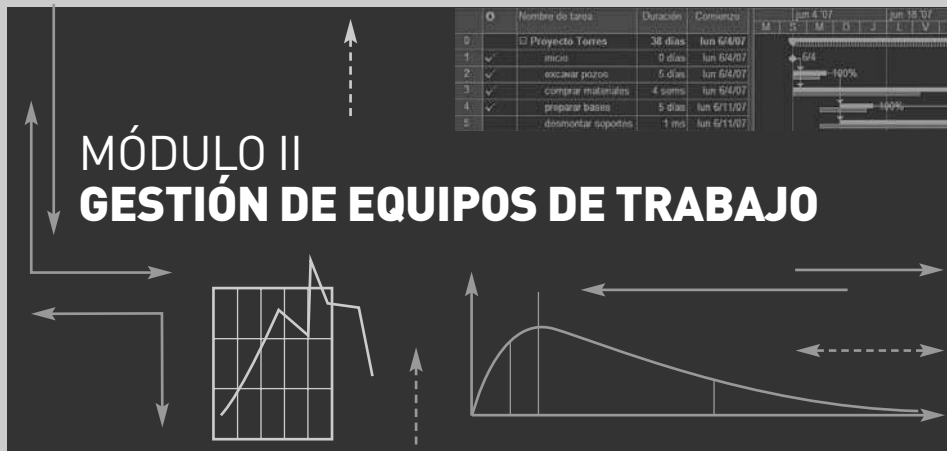 Nombre de tarea Duración Comienzo jun 4 '07 jun 18 '07
M S M D J L V
0 Proyecto Torres 38 días lun 6/4/07
1 inicio 0 días lun 6/4/07 6/4
2 excavar pozos 5 días lun 6/4/07 100%
3 comprar materiales 4 sems lun 6/4/07
4 preparar bases 5 días lun 6/11/07 100%
5 desmontar soportes 1 ms lun 6/11/07
MÓDULO II
GESTIÓN DE EQUIPOS DE TRABAJO